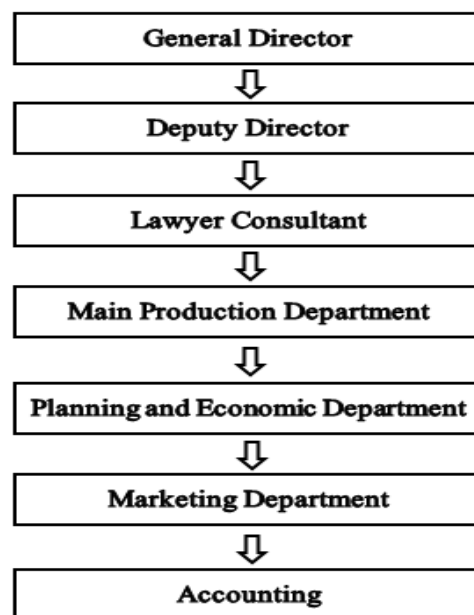 General Director
Deputy Director
Lawyer Consultant
Main Production Department
Planning and Economic Department
Marketing Department
Accounting